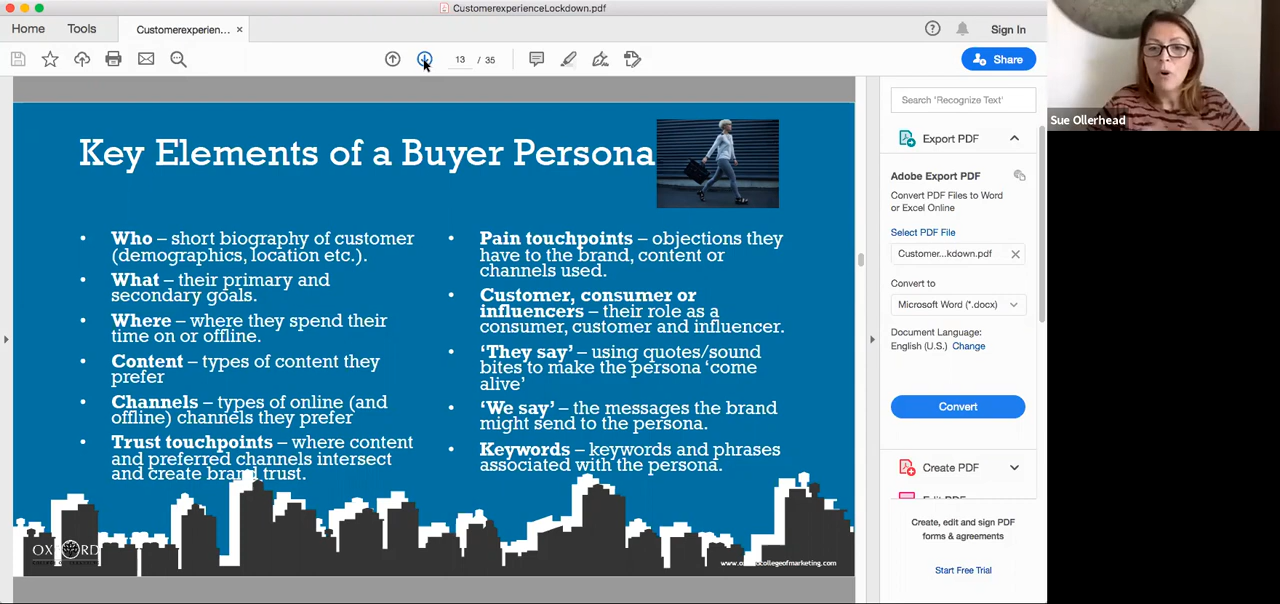 CustomerexperienceLockdown.pdf
Home
Tools
Customerexperien...
Sign In
13 / 35
Share
Key Elements of a Buyer Persona
• Who – short biography of customer
(demographics, location etc.).
• What – their primary and
secondary goals.
• Where – where they spend their
time on or offline.
• Content – types of content they
prefer
• Channels – types of online (and
offline) channels they prefer
• Trust touchpoints – where content
and preferred channels intersect
and create brand trust.
• Pain touchpoints – objections they
have to the brand, content or
channels used.
• Customer, consumer or
influencers – their role as a
consumer, customer and influencer.
• ‘They say’ – using quotes/sound
bites to make the persona ‘come
alive’
• ‘We say’ – the messages the brand
might send to the persona.
• Keywords – keywords and phrases
associated with the persona.
OXFORD
Search 'Recognize Text'
Export PDF
Adobe Export PDF
Convert PDF Files to Word
or Excel Online
Select PDF File
Customer...kdown.pdf
Convert to
Microsoft Word (*.docx)
Document Language:
English (U.S.) Change
Convert
Create PDF
Edit PDF
Create, edit and sign PDF
forms & agreements
Start Free Trial
Sue Ollerhead